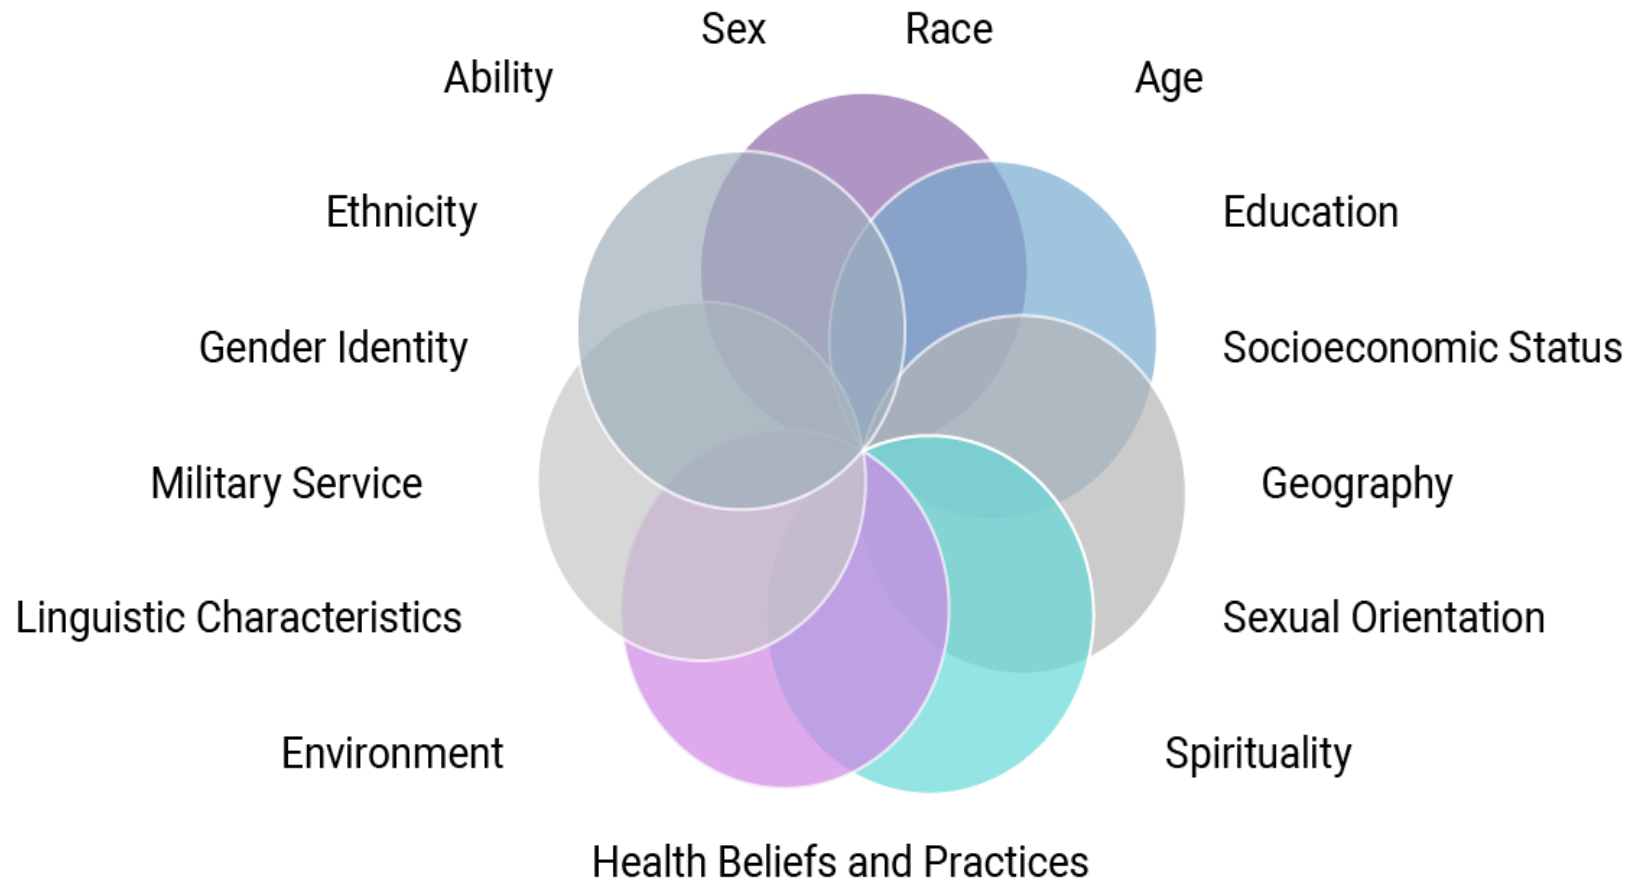 Sex
Race
Ability
Age
Ethnicity
Education
Gender Identity
Socioeconomic Status
Military Service
Geography
Linguistic Characteristics
Sexual Orientation
Environment
Spirituality
Health Beliefs and Practices